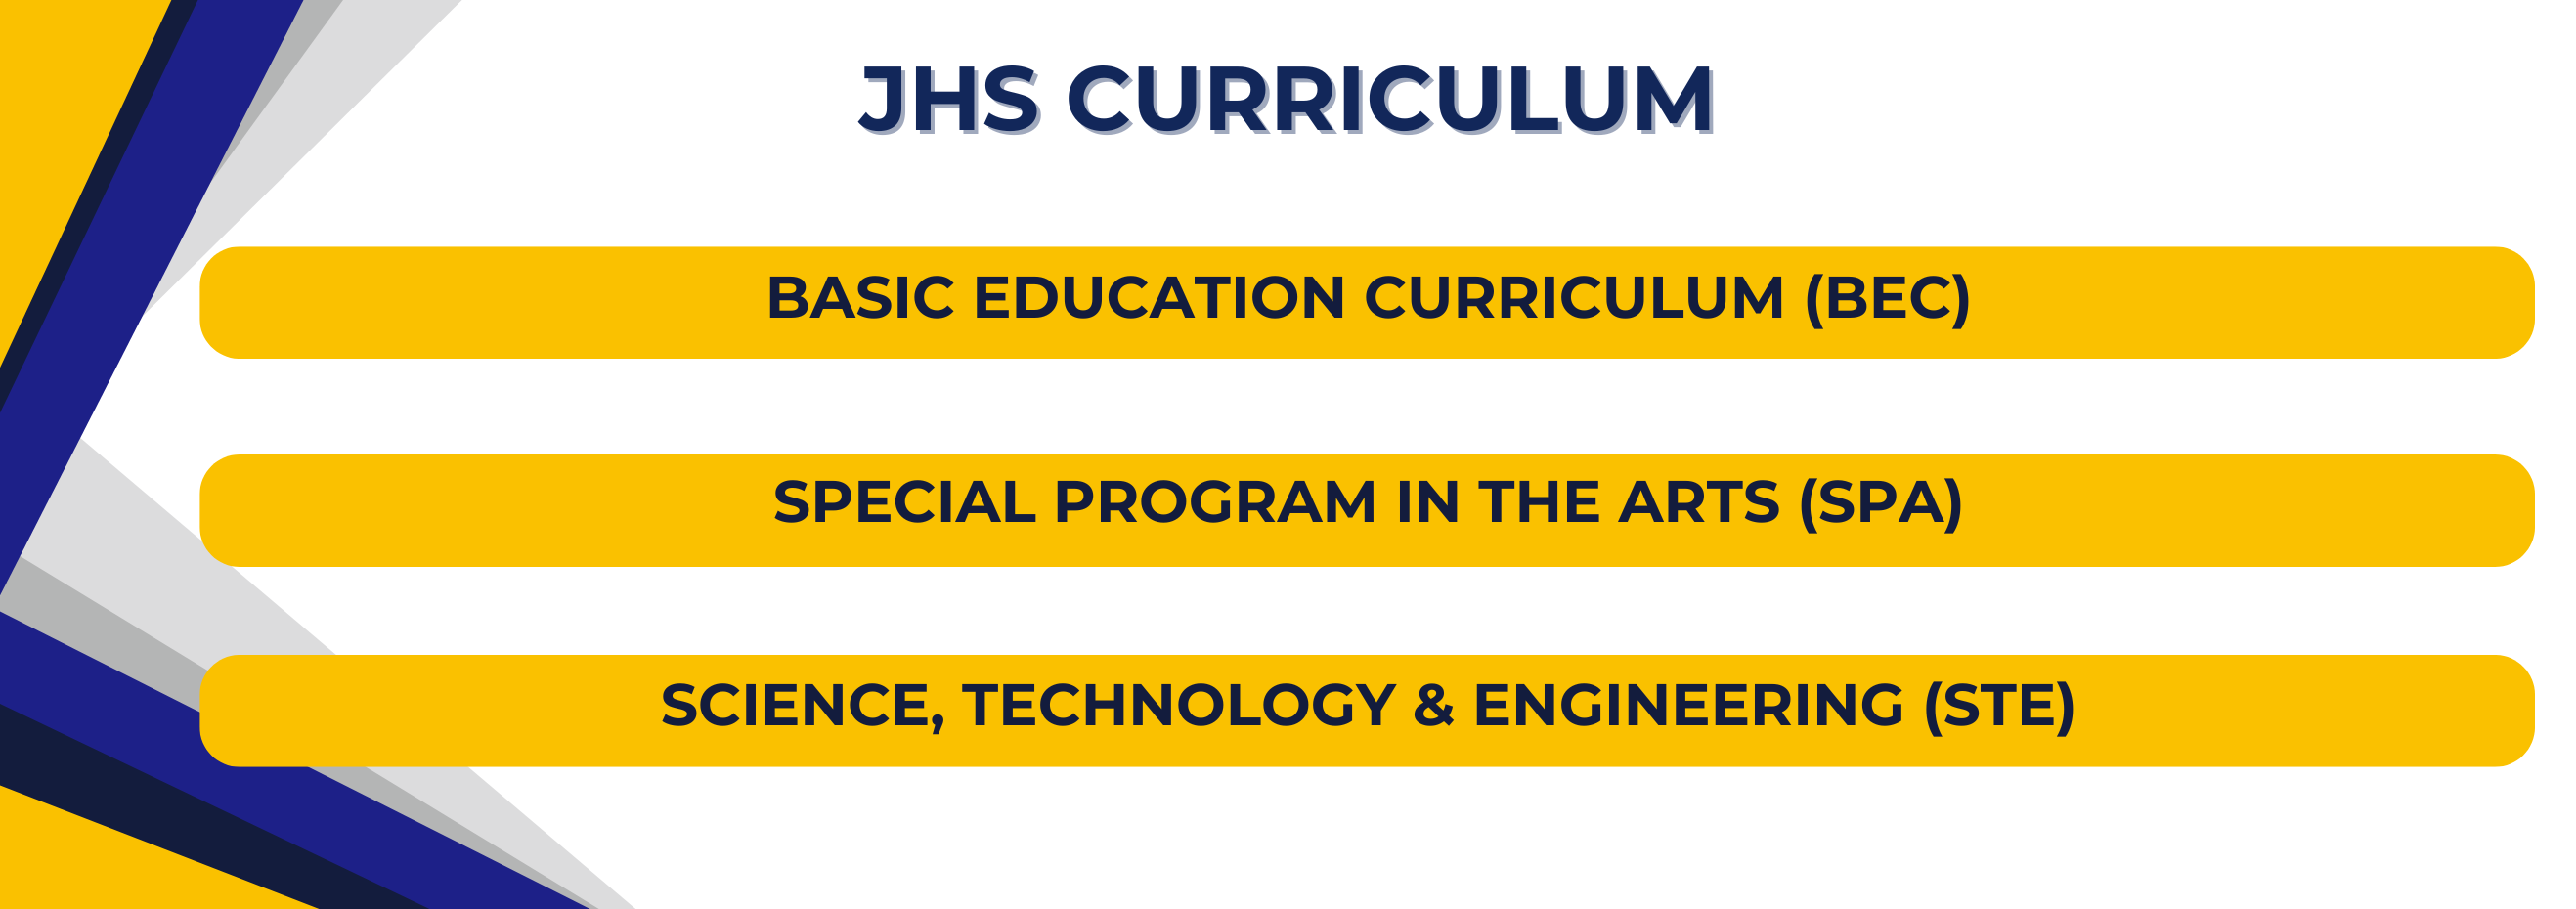 JHS CURRICULUM
BASIC EDUCATION CURRICULUM (BEC)
SPECIAL PROGRAM IN THE ARTS (SPA)
SCIENCE, TECHNOLOGY & ENGINEERING (STE)